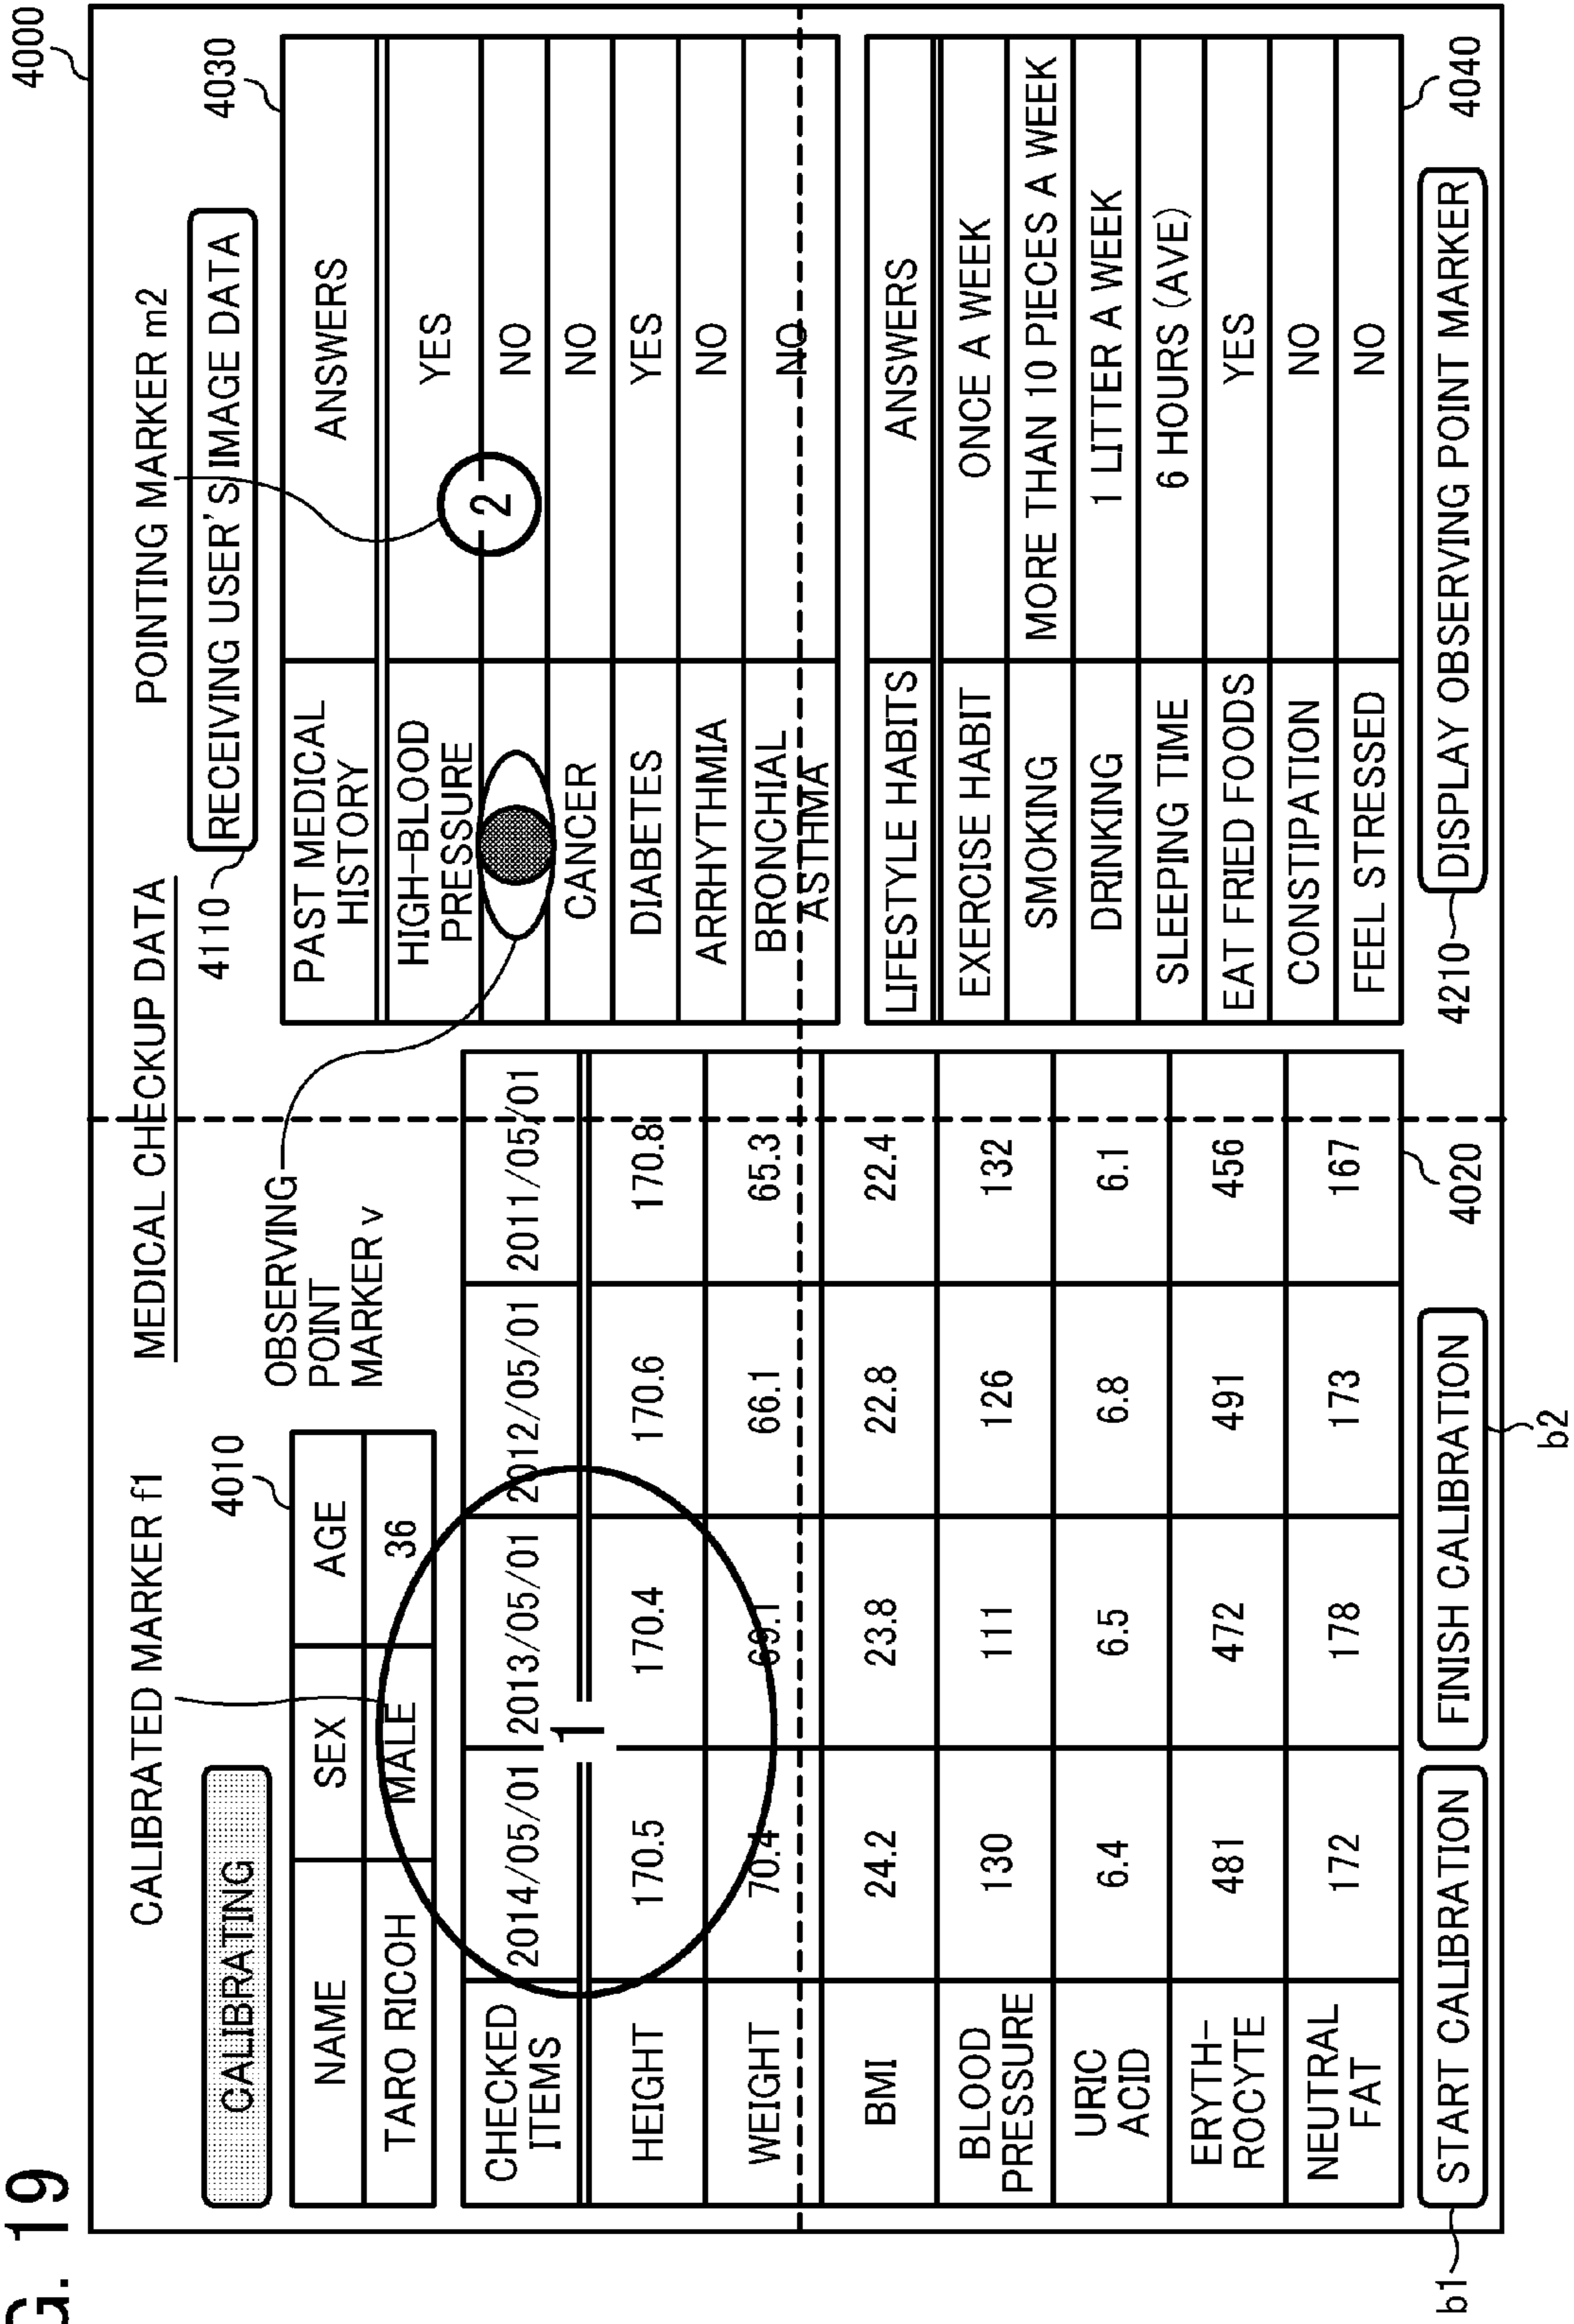 G. 19
4000
MEDICAL CHECKUP DATA
CALIBRATED MARKER f1
POINTING MARKER m2
CALIBRATING
4110
RECEIVING USER'S IMAGE DATA
4010
4030
OBSERVING
POINT
MARKER v
NAME SEX AGE
TARO RICOH MALE 36
CHECKED ITEMS 2014/05/01 2013/05/01 2012/05/01 2011/05/01
HEIGHT 170.5 170.4 170.6 170.8
WEIGHT 70.4 69.1 66.1 65.3
BMI 24.2 23.8 22.8 22.4
BLOOD PRESSURE 130 111 126 132
URIC ACID 6.4 6.5 6.8 6.1
ERYTH-ROCYTE 481 472 491 456
NEUTRAL FAT 172 178 173 167
1
4020
PAST MEDICAL HISTORY ANSWERS
HIGH-BLOOD PRESSURE YES
NO
CANCER NO
DIABETES YES
ARRHYTHMIA NO
BRONCHIAL ASTHMA NO
2
LIFESTYLE HABITS ANSWERS
EXERCISE HABIT ONCE A WEEK
SMOKING MORE THAN 10 PIECES A WEEK
DRINKING 1 LITTER A WEEK
SLEEPING TIME 6 HOURS (AVE)
EAT FRIED FOODS YES
CONSTIPATION NO
FEEL STRESSED NO
4040
b1
START CALIBRATION
FINISH CALIBRATION
b2
4210
DISPLAY OBSERVING POINT MARKER